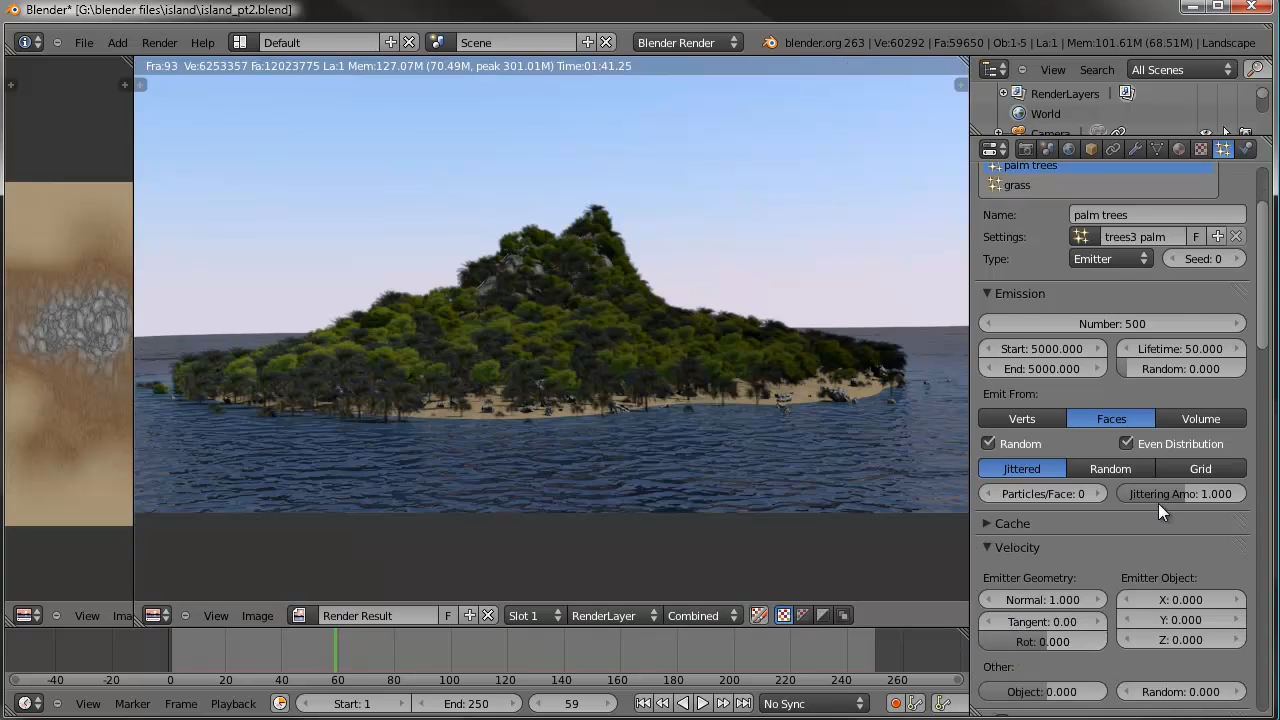 Blender* [G:\blender files\island\island_pt2.blend]
File Add Render Help Default Scene Blender Render blender.org 263 | Ve:60292 | Fa:59650 | Ob:1-5 | La:1 | Mem:101.61M (68.51M) | Landscape
Fra:93 Ve:6253357 Fa:12023775 La:1 Mem:127.07M (70.49M, peak 301.01M) Time:01:41.25
View Search All Scenes
RenderLayers
World
Camera
palm trees
grass
Name: palm trees
Settings: trees3 palm F
Type: Emitter Seed: 0
Emission
Number: 500
Start: 5000.000 Lifetime: 50.000
End: 5000.000 Random: 0.000
Emit From:
Verts Faces Volume
Random Even Distribution
Jittered Random Grid
Particles/Face: 0 Jittering Amo: 1.000
Cache
Velocity
Emitter Geometry: Emitter Object:
Normal: 1.000 X: 0.000
Tangent: 0.00 Y: 0.000
Rot: 0.000 Z: 0.000
Other:
Object: 0.000 Random: 0.000
View Ima View Image Render Result F Slot 1 RenderLayer Combined
-40 -20 0 20 40 60 80 100 120 140 160 180 200 220 240 260
View Marker Frame Playback Start: 1 End: 250 59 No Sync